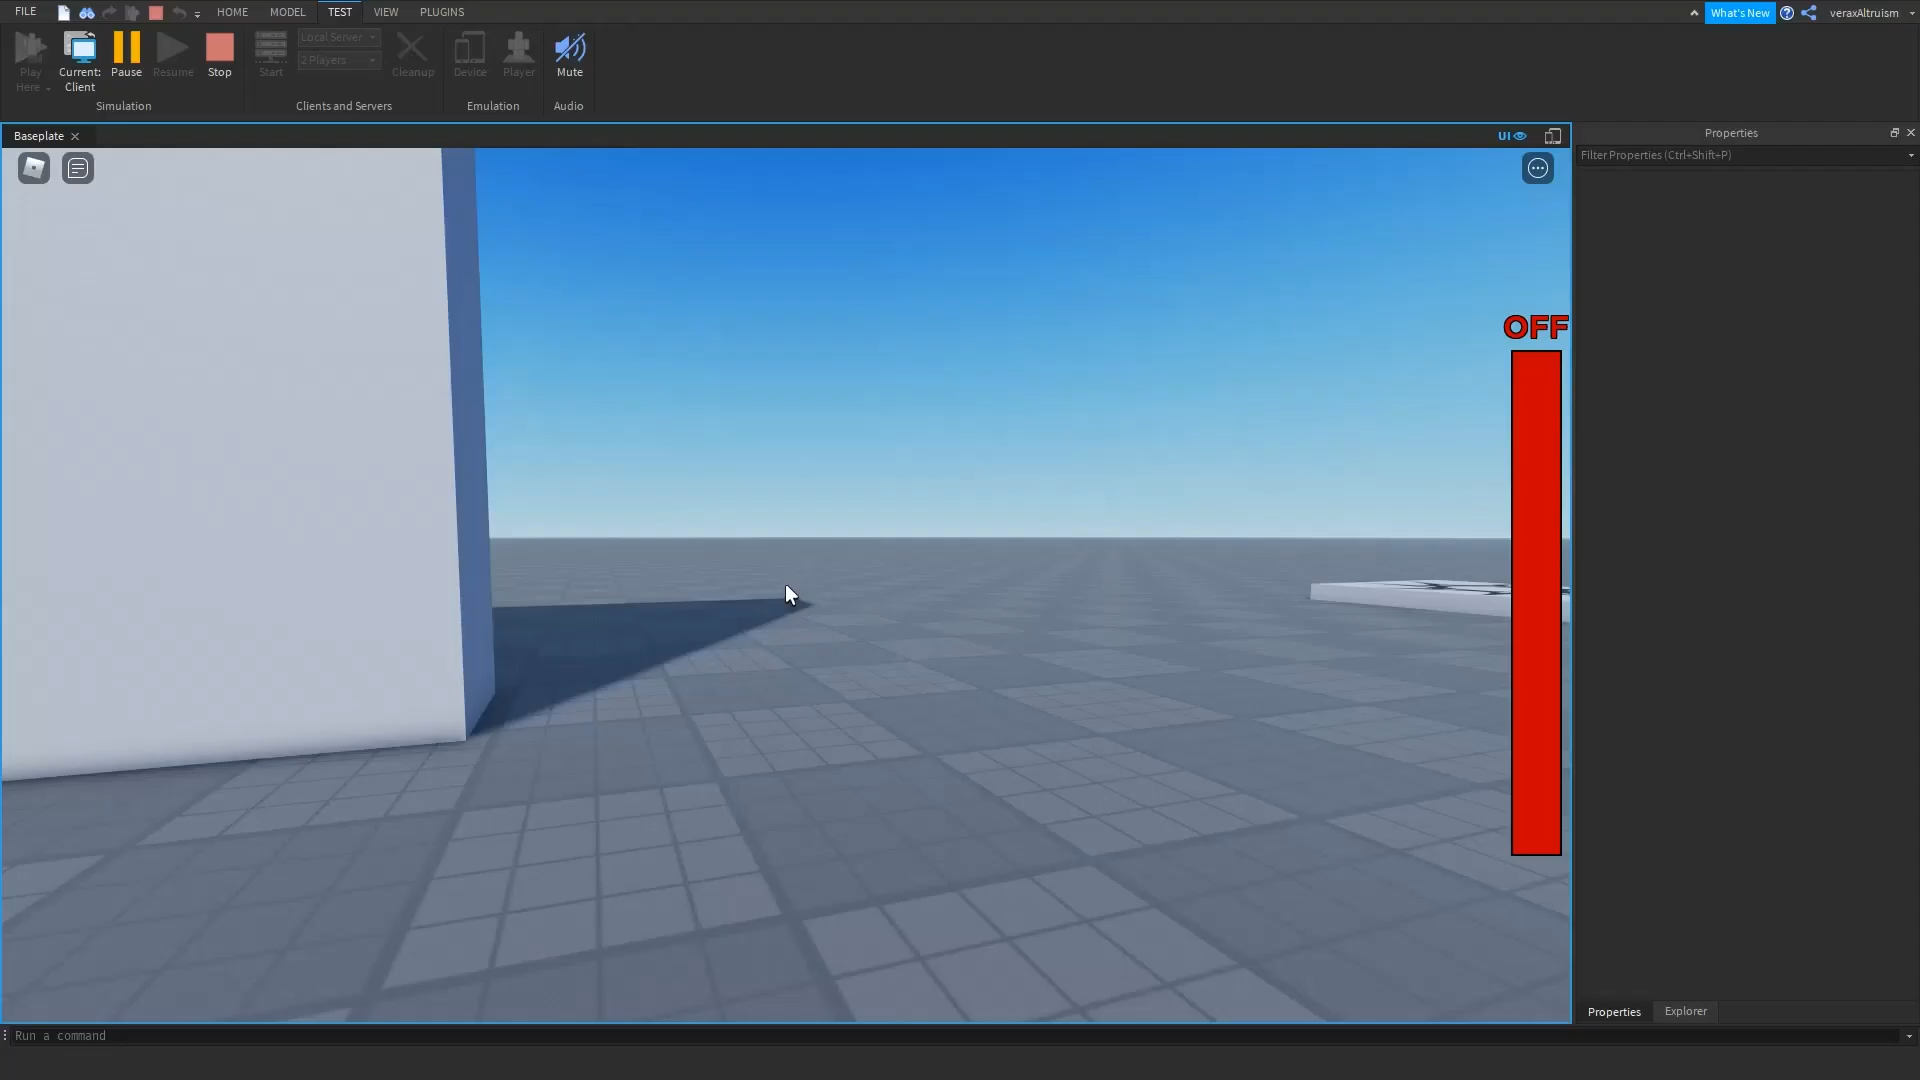 FILE HOME MODEL TEST VIEW PLUGINS What's New veraxAltruism
Play Here Current: Client Pause Resume Stop Start Local Server 2 Players Cleanup Device Player Mute
Simulation Clients and Servers Emulation Audio
Baseplate UI Properties
Filter Properties (Ctrl+Shift+P)
OFF
Properties Explorer
Run a command